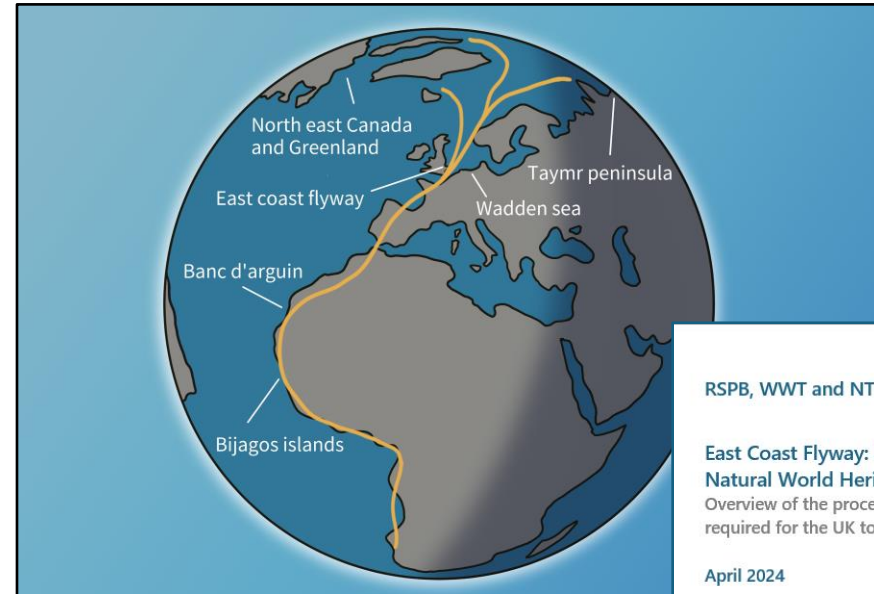 North east Canada
and Greenland
East coast flyway
Taymr peninsula
Wadden sea
Banc d'arguin
Bijagos islands
RSPB, WWT and NT
East Coast Flyway:
Natural World Heri
Overview of the proce
required for the UK to
April 2024